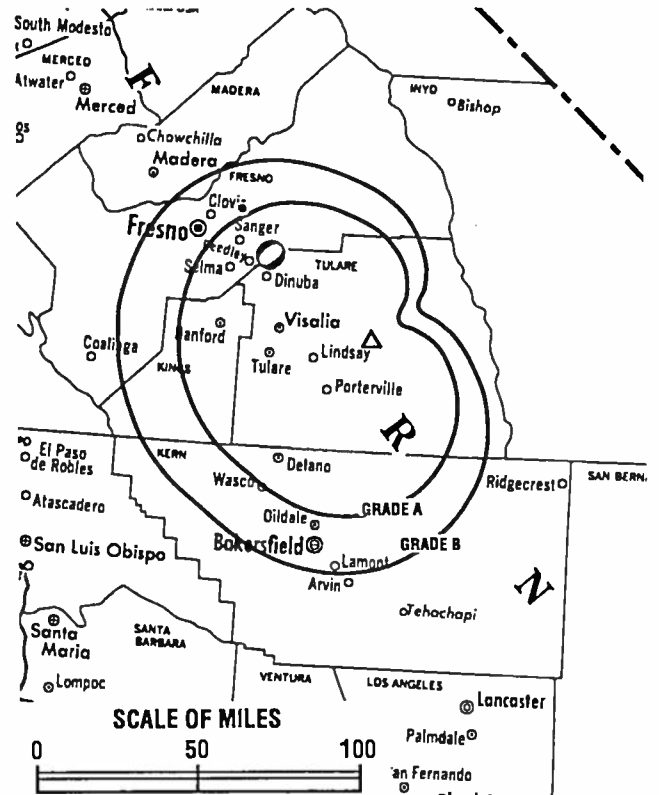 South Modesto
MERCED
Atwater
Merced
F
MADERA
INYO
Bishop
os
Chowchilla
Madera
FRESNO
Clovis
Fresno
Sanger
Reedley
Selma
Dinuba
TULARE
Hanford
Visalia
Coalinga
KINGS
Tulare
Lindsay
Porterville
R
El Paso
de Robles
KERN
Delano
Wasco
Ridgecrest
SAN BERN
Atascadero
GRADE A
Oildale
San Luis Obispo
Bakersfield
GRADE B
Lamont
Arvin
N
Tehachapi
Santa
Maria
SANTA
BARBARA
Lompoc
VENTURA
LOS ANGELES
Lancaster
SCALE OF MILES
Palmdale
0 50 100
an Fernando